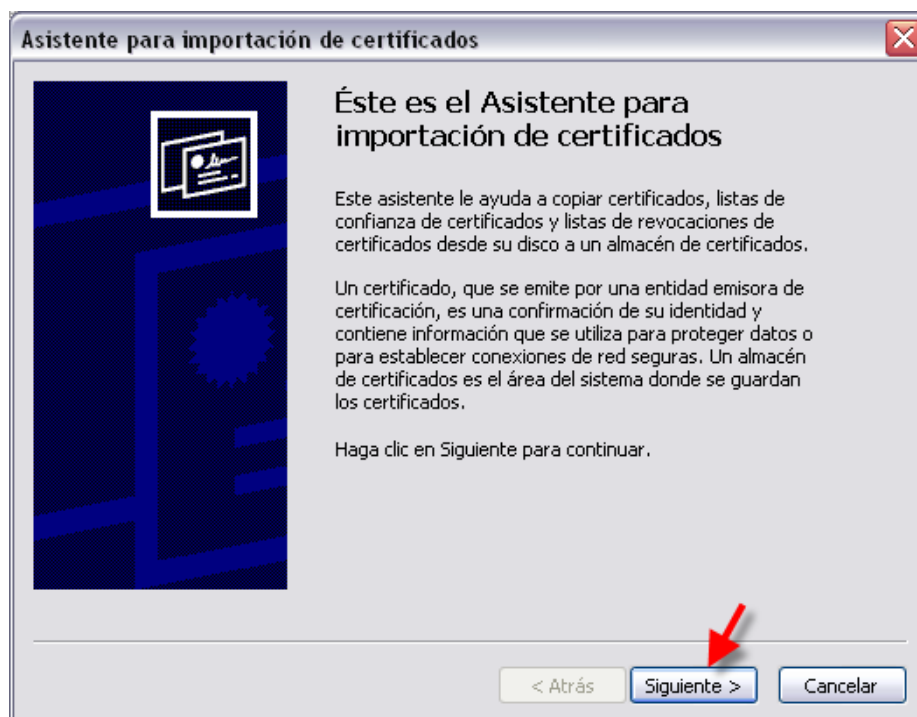 Asistente para importación de certificados
Éste es el Asistente para
importación de certificados
Este asistente le ayuda a copiar certificados, listas de
confianza de certificados y listas de revocaciones de
certificados desde su disco a un almacén de certificados.
Un certificado, que se emite por una entidad emisora de
certificación, es una confirmación de su identidad y
contiene información que se utiliza para proteger datos o
para establecer conexiones de red seguras. Un almacén
de certificados es el área del sistema donde se guardan
los certificados.
Haga clic en Siguiente para continuar.
< Atrás
Siguiente >
Cancelar